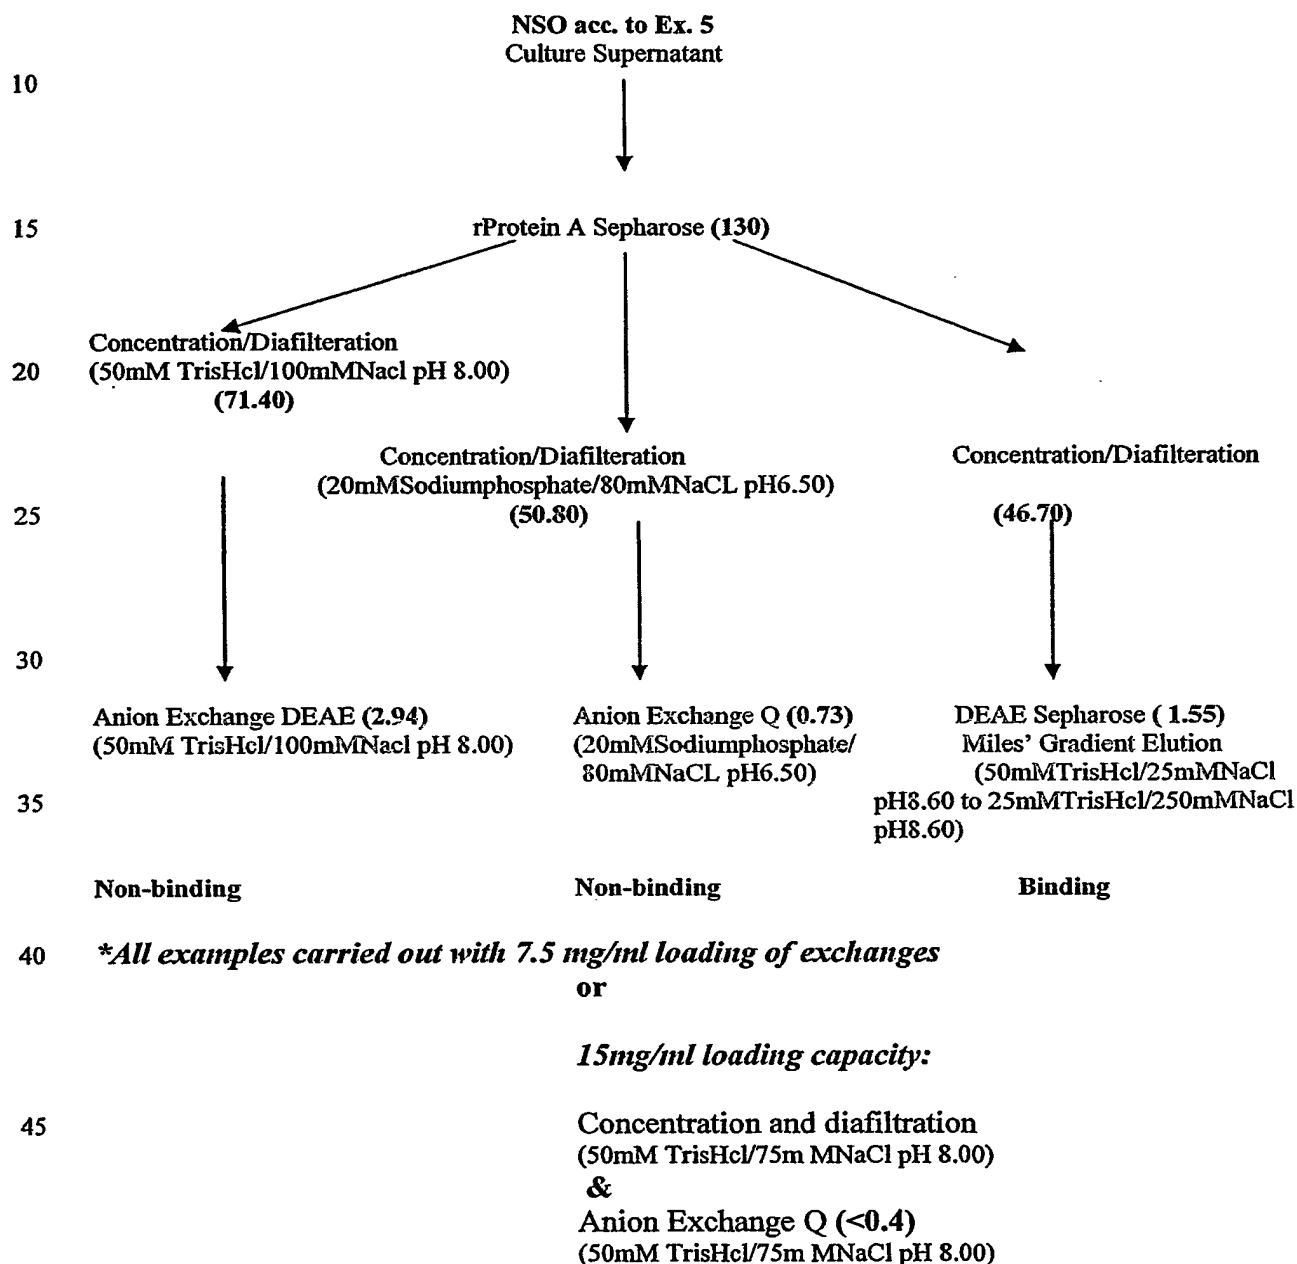 NSO acc. to Ex. 5
Culture Supernatant
10
15
rProtein A Sepharose (130)
Concentration/Diafilteration
20
(50mM TrisHcl/100mMNacl pH 8.00)
(71.40)
Concentration/Diafilteration
(20mMSodiumphosphate/80mMNaCL pH6.50)
(50.80)
Concentration/Diafilteration
25
(46.70)
30
Anion Exchange DEAE (2.94)
(50mM TrisHcl/100mMNacl pH 8.00)
Anion Exchange Q (0.73)
(20mMSodiumphosphate/
80mMNaCL pH6.50)
DEAE Sepharose ( 1.55)
Miles' Gradient Elution
(50mMTrisHcl/25mMNaCl
35
pH8.60 to 25mMTrisHcl/250mMNaCl
pH8.60)
Non-binding
Non-binding
Binding
40
*All examples carried out with 7.5 mg/ml loading of exchanges
or
15mg/ml loading capacity:
45
Concentration and diafiltration
(50mM TrisHcl/75m MNaCl pH 8.00)
&
Anion Exchange Q (<0.4)
(50mM TrisHcl/75m MNaCl pH 8.00)